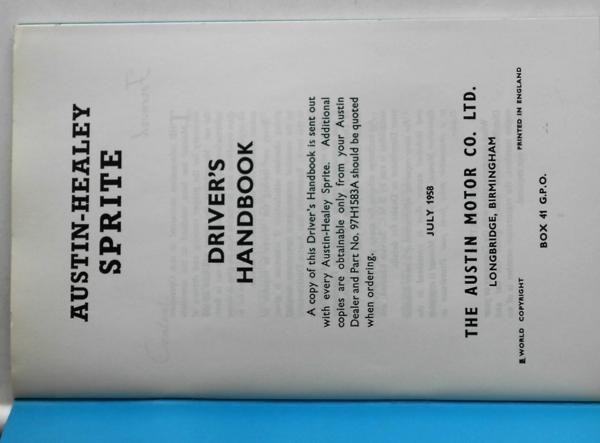 AUSTIN-HEALEY
SPRITE
DRIVER'S
HANDBOOK
A copy of this Driver's Handbook is sent out
with every Austin-Healey Sprite. Additional
copies are obtainable only from your Austin
Dealer and Part No. 97H1583A should be quoted
when ordering.
JULY 1958
THE AUSTIN MOTOR CO. LTD.
LONGBRIDGE, BIRMINGHAM
WORLD COPYRIGHT PRINTED IN ENGLAND
BOX 41 G.P.O.